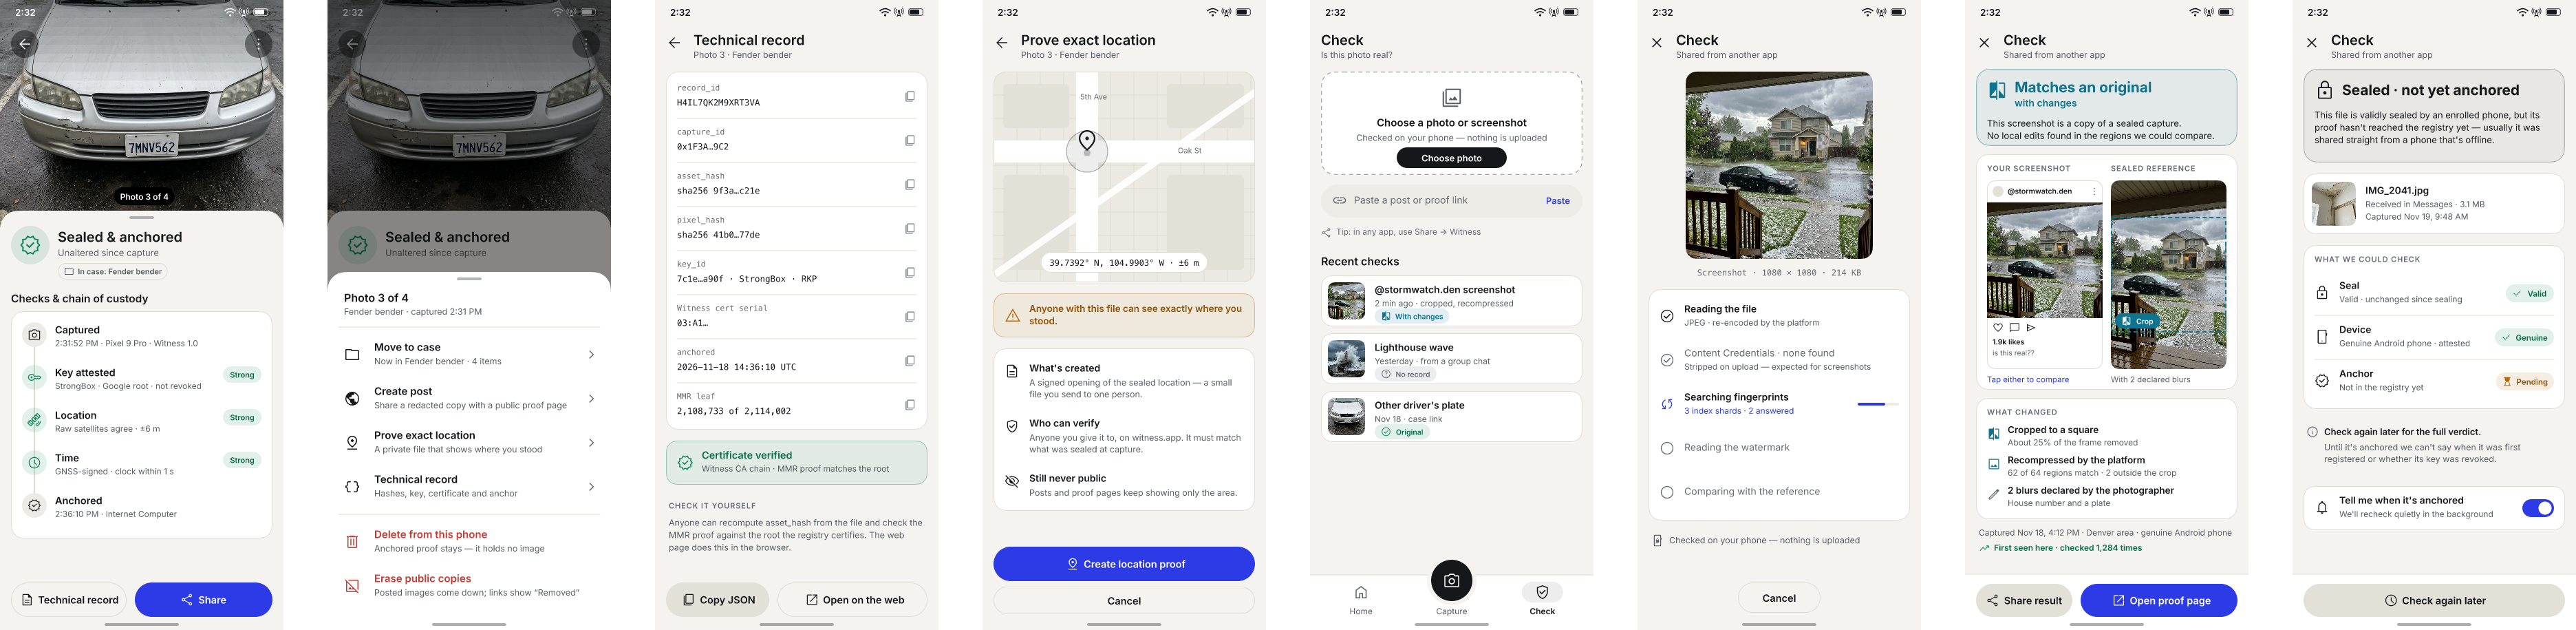 2:32
7MNV562
Photo 3 of 4
Sealed & anchored
Unaltered since capture
In case: Fender bender
Checks & chain of custody
Captured
2:31:52 PM · Pixel 9 Pro · Witness 1.0
Key attested
StrongBox · Google root · not revoked
Strong
Location
Raw satellites agree · ±6 m
Strong
Time
GNSS-signed · clock within 1 s
Strong
Anchored
2:36:10 PM · Internet Computer
Technical record
Share
2:32
7MNV562
Sealed & anchored
Unaltered since capture
Photo 3 of 4
Fender bender · captured 2:31 PM
Move to case
Now in Fender bender · 4 items
Create post
Share a redacted copy with a public proof page
Prove exact location
A private file that shows where you stood
Technical record
Hashes, key, certificate and anchor
Delete from this phone
Anchored proof stays — it holds no image
Erase public copies
Posted images come down; links show “Removed”
2:32
Technical record
Photo 3 · Fender bender
record_id
H4IL7QK2M9XRT3VA
capture_id
0x1F3A…9C2
asset_hash
sha256 9f3a…c21e
pixel_hash
sha256 41b0…77de
key_id
7c1e…a90f · StrongBox · RKP
Witness cert serial
03:A1…
anchored
2026-11-18 14:36:10 UTC
MMR leaf
2,108,733 of 2,114,002
Certificate verified
Witness CA chain · MMR proof matches the root
CHECK IT YOURSELF
Anyone can recompute asset_hash from the file and check the
MMR proof against the root the registry certifies. The web
page does this in the browser.
Copy JSON
Open on the web
2:32
Prove exact location
Photo 3 · Fender bender
5th Ave
Oak St
39.7392° N, 104.9903° W · ±6 m
Anyone with this file can see exactly where you
stood.
What's created
A signed opening of the sealed location — a small
file you send to one person.
Who can verify
Anyone you give it to, on witness.app. It must match
what was sealed at capture.
Still never public
Posts and proof pages keep showing only the area.
Create location proof
Cancel
2:32
Check
Is this photo real?
Choose a photo or screenshot
Checked on your phone — nothing is uploaded
Choose photo
Paste a post or proof link
Paste
Tip: in any app, use Share → Witness
Recent checks
@stormwatch.den screenshot
2 min ago · cropped, recompressed
With changes
Lighthouse wave
Yesterday · from a group chat
No record
Other driver's plate
Nov 18 · case link
Original
Home
Capture
Check
2:32
Check
Shared from another app
Screenshot · 1080 × 1080 · 214 KB
Reading the file
JPEG · re-encoded by the platform
Content Credentials · none found
Stripped on upload — expected for screenshots
Searching fingerprints
3 index shards · 2 answered
Reading the watermark
Comparing with the reference
Checked on your phone — nothing is uploaded
Cancel
2:32
Check
Shared from another app
Matches an original
with changes
This screenshot is a copy of a sealed capture.
No local edits found in the regions we could compare.
YOUR SCREENSHOT
SEALED REFERENCE
@stormwatch.den
Crop
1.9k likes
is this real??
Tap either to compare
With 2 declared blurs
WHAT CHANGED
Cropped to a square
About 25% of the frame removed
Recompressed by the platform
62 of 64 regions match · 2 outside the crop
2 blurs declared by the photographer
House number and a plate
Captured Nov 18, 4:12 PM · Denver area · genuine Android phone
First seen here · checked 1,284 times
Share result
Open proof page
2:32
Check
Shared from another app
Sealed · not yet anchored
This file is validly sealed by an enrolled phone, but its
proof hasn't reached the registry yet — usually it was
shared straight from a phone that's offline.
IMG_2041.jpg
Received in Messages · 3.1 MB
Captured Nov 19, 9:48 AM
WHAT WE COULD CHECK
Seal
Valid · unchanged since sealing
Valid
Device
Genuine Android phone · attested
Genuine
Anchor
Not in the registry yet
Pending
Check again later for the full verdict.
Until it's anchored we can't say when it was first
registered or whether its key was revoked.
Tell me when it's anchored
We'll recheck quietly in the background
Check again later